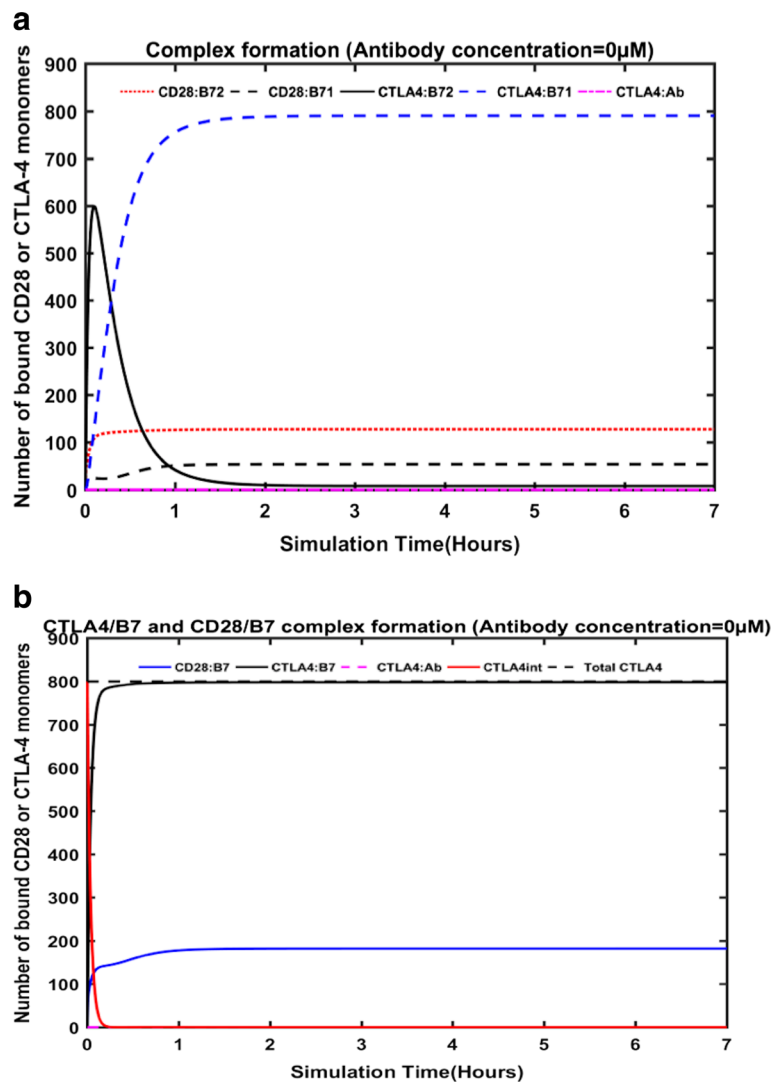 a
Complex formation (Antibody concentration=0µM)
CD28:B72 CD28:B71 CTLA4:B72 CTLA4:B71 CTLA4:Ab
Number of bound CD28 or CTLA-4 monomers
900
800
700
600
500
400
300
200
100
0
0 1 2 3 4 5 6 7
Simulation Time(Hours)
b
CTLA4/B7 and CD28/B7 complex formation (Antibody concentration=0µM)
CD28:B7 CTLA4:B7 CTLA4:Ab CTLA4int Total CTLA4
Number of bound CD28 or CTLA-4 monomers
900
800
700
600
500
400
300
200
100
0
0 1 2 3 4 5 6 7
Simulation Time(Hours)